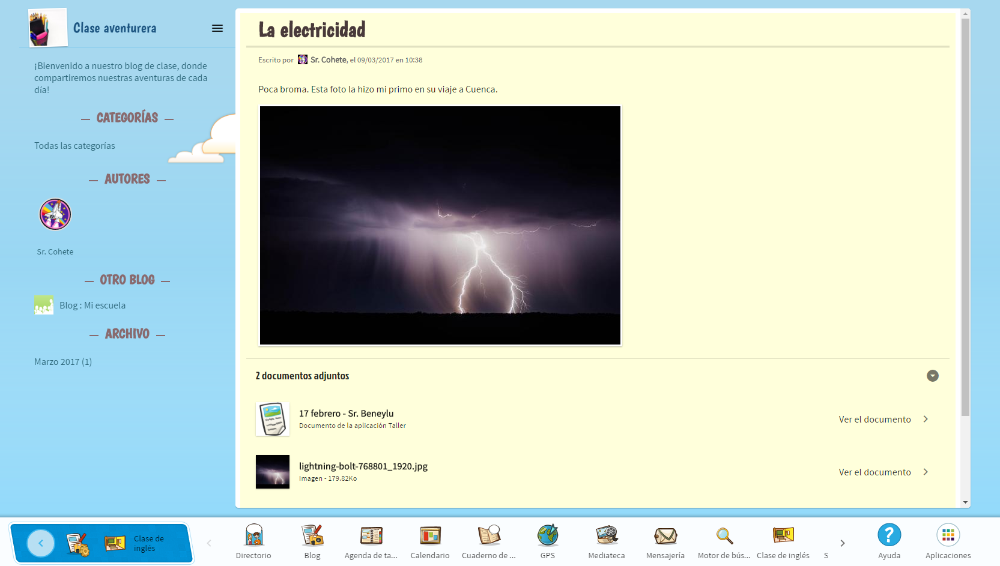 Clase aventurera
¡Bienvenido a nuestro blog de clase, donde
compartiremos nuestras aventuras de cada
día!
— CATEGORÍAS —
Todas las categorías
— AUTORES —
Sr. Cohete
— OTRO BLOG —
Blog : Mi escuela
— ARCHIVO —
Marzo 2017 (1)
La electricidad
Escrito por Sr. Cohete, el 09/03/2017 en 10:38
Poca broma. Esta foto la hizo mi primo en su viaje a Cuenca.
2 documentos adjuntos
17 febrero - Sr. Beneylu
Documento de la aplicación Taller
Ver el documento
lightning-bolt-768801_1920.jpg
Imagen - 179.82Ko
Ver el documento
Clase de
inglés
Directorio
Blog
Agenda de ta...
Calendario
Cuaderno de ...
GPS
Mediateca
Mensajería
Motor de bús...
Clase de inglés
S
Ayuda
Aplicaciones